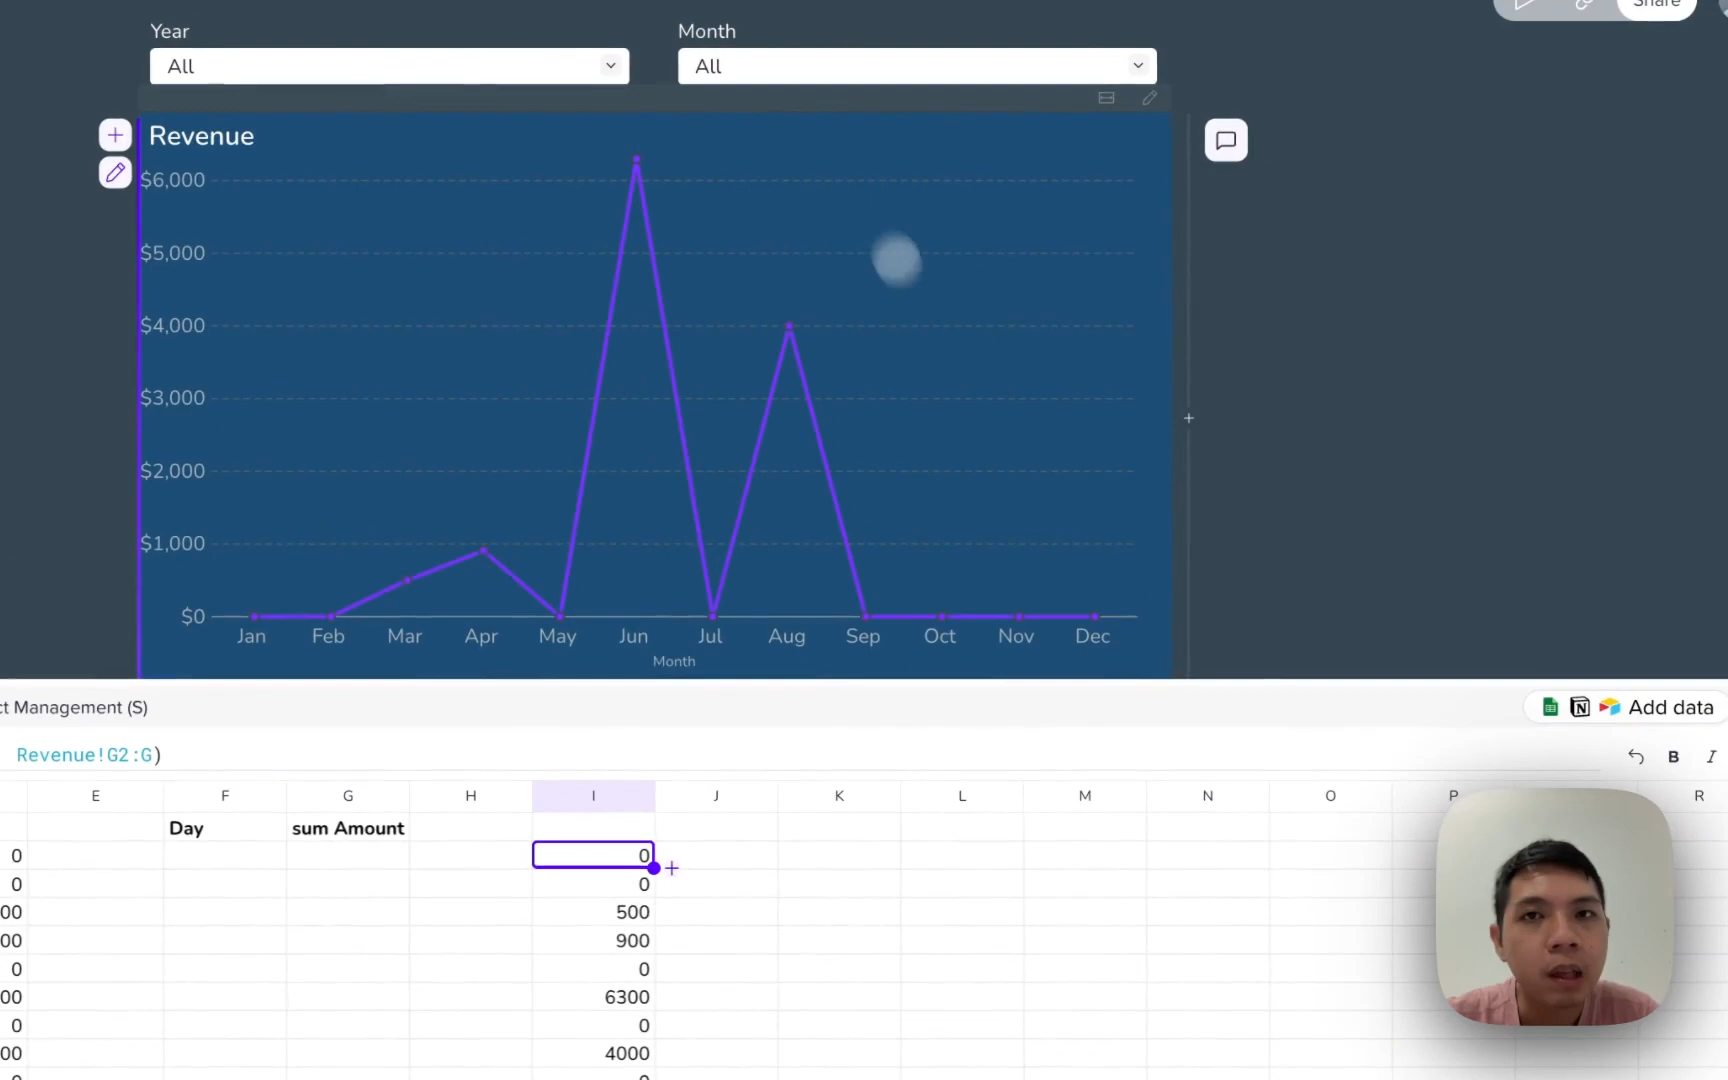 Share
Year
Month
All
All
Revenue
$6,000
$5,000
$4,000
$3,000
$2,000
$1,000
$0
Jan Feb Mar Apr May Jun Jul Aug Sep Oct Nov Dec
Month
ct Management (S)
Add data
Revenue!G2:G)
B I
E F G H I J K L M N O P R
Day sum Amount
0 0
0 0
00 500
00 900
0 0
00 6300
0 0
00 4000